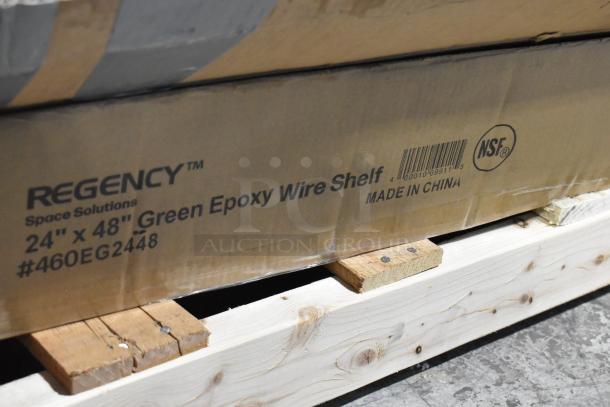 REGENCY™
Space Solutions
24" x 48" Green Epoxy Wire Shelf
#460EG2448
MADE IN CHINA
NSF®
PCI
AUCTION GROUP